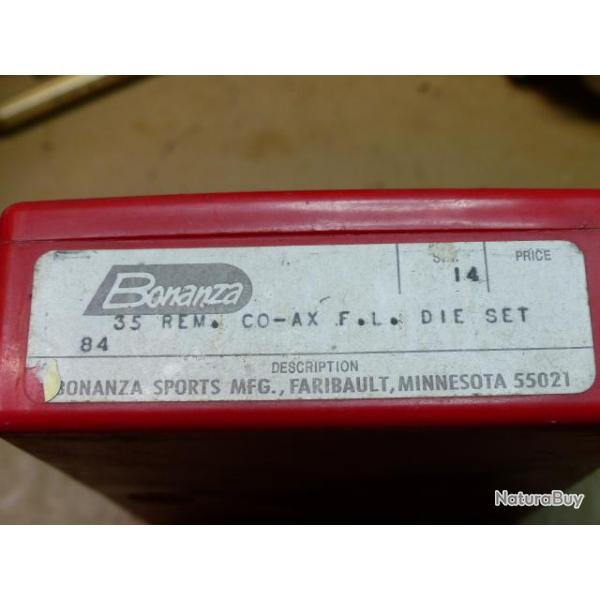 Bonanza
14
PRICE
35 REM. CO-AX F.L. DIE SET
84
DESCRIPTION
BONANZA SPORTS MFG., FARIBAULT, MINNESOTA 55021
NaturaBuy